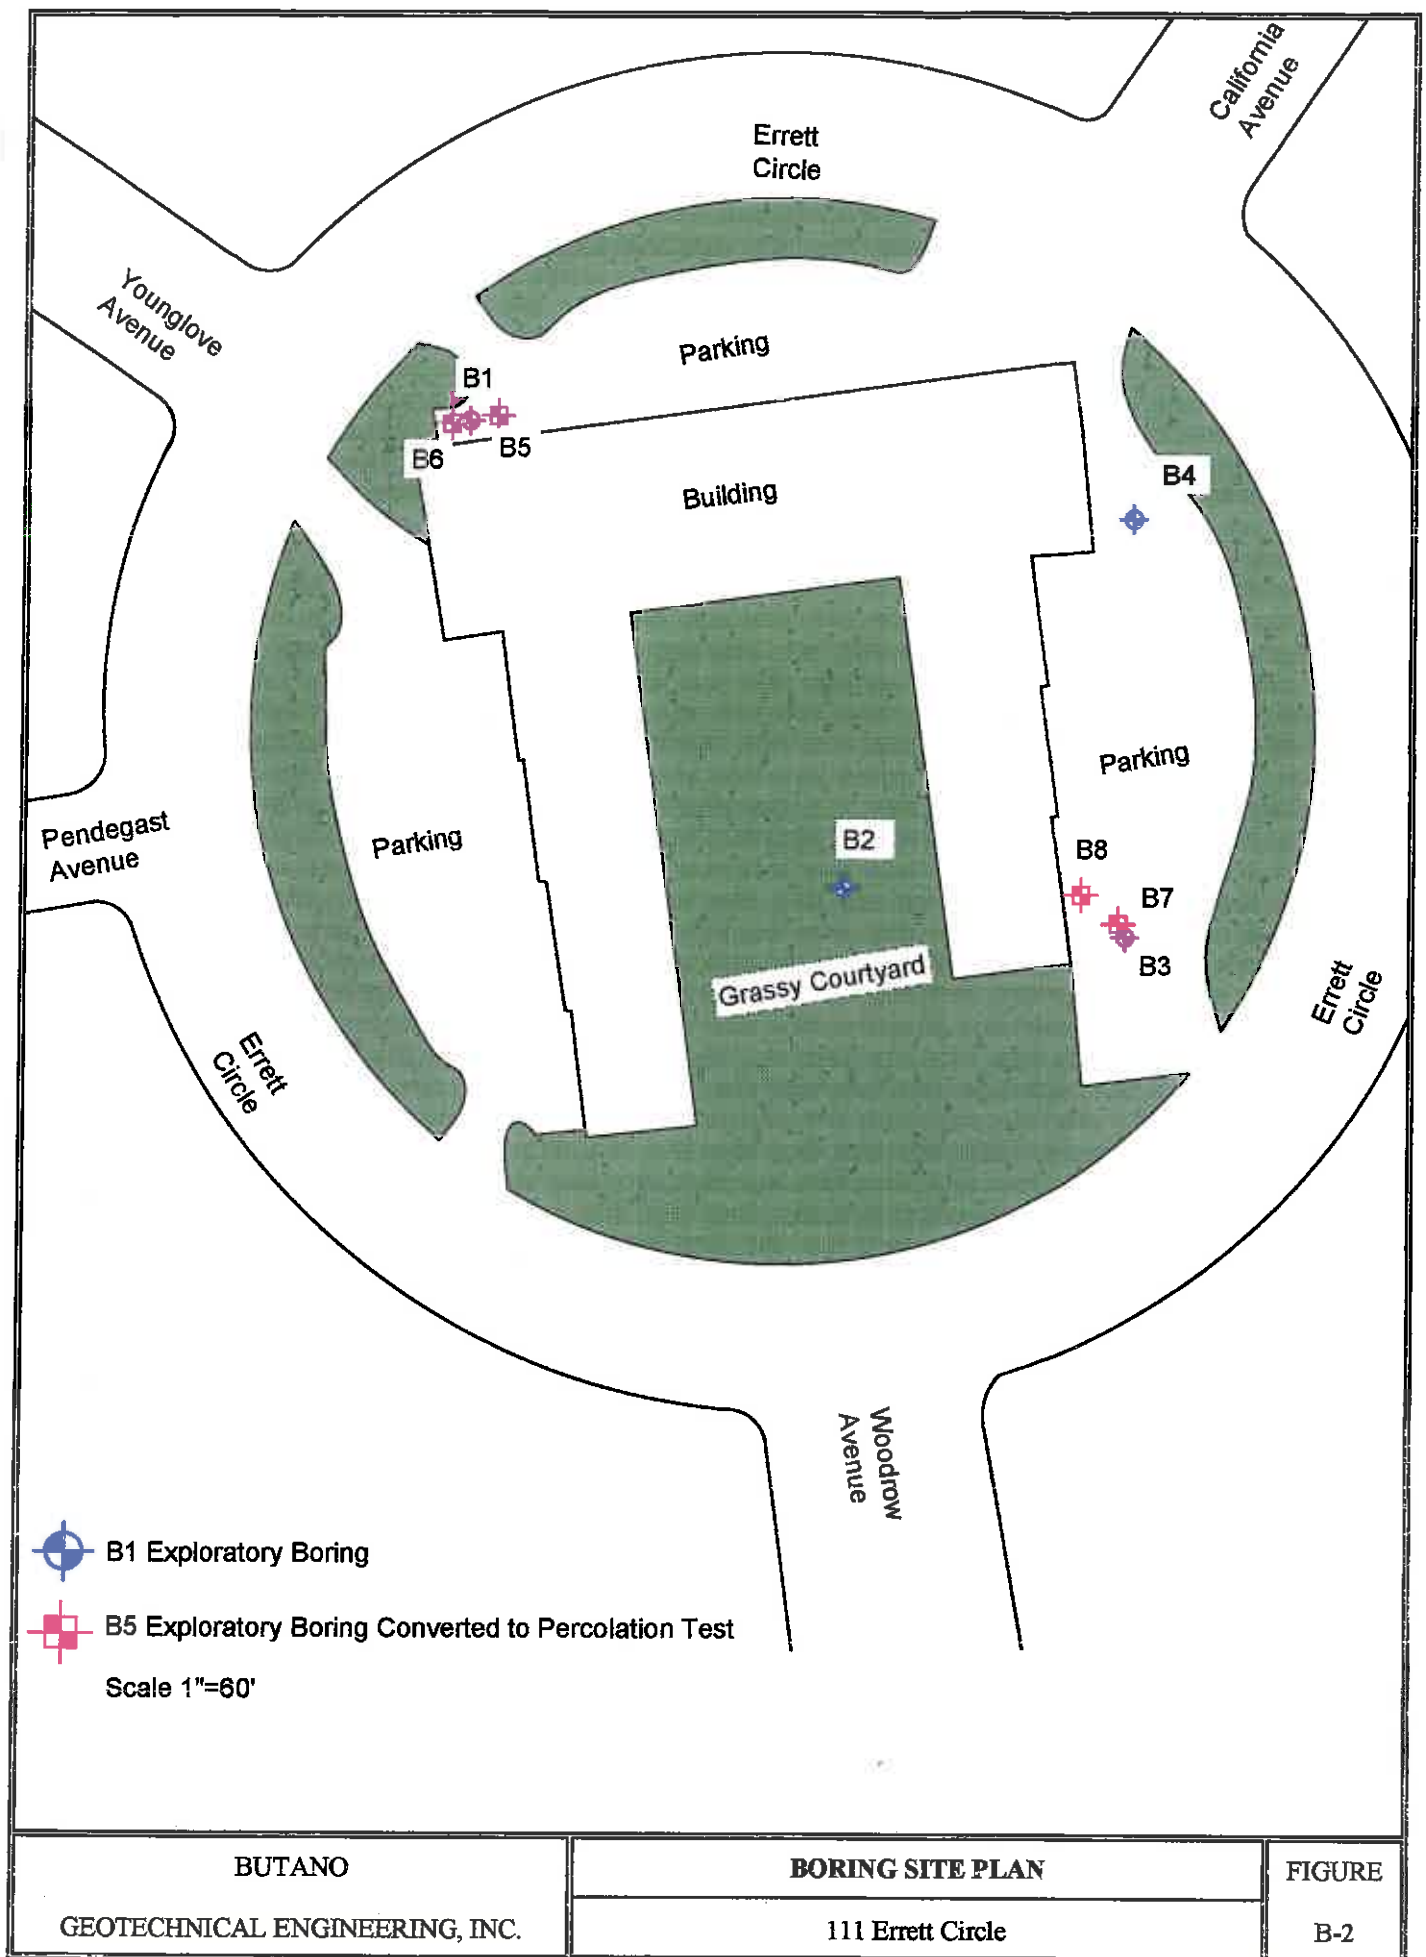 California
Avenue
Errett
Circle
Younglove
Avenue
Parking
B1
B6
B5
B4
Building
Parking
Pendegast
Avenue
Parking
B2
B8
B7
B3
Grassy Courtyard
Errett
Circle
Errett
Circle
Woodrow
Avenue
B1 Exploratory Boring
B5 Exploratory Boring Converted to Percolation Test
Scale 1"=60'
BUTANO
GEOTECHNICAL ENGINEERING, INC.
BORING SITE PLAN
111 Errett Circle
FIGURE
B-2